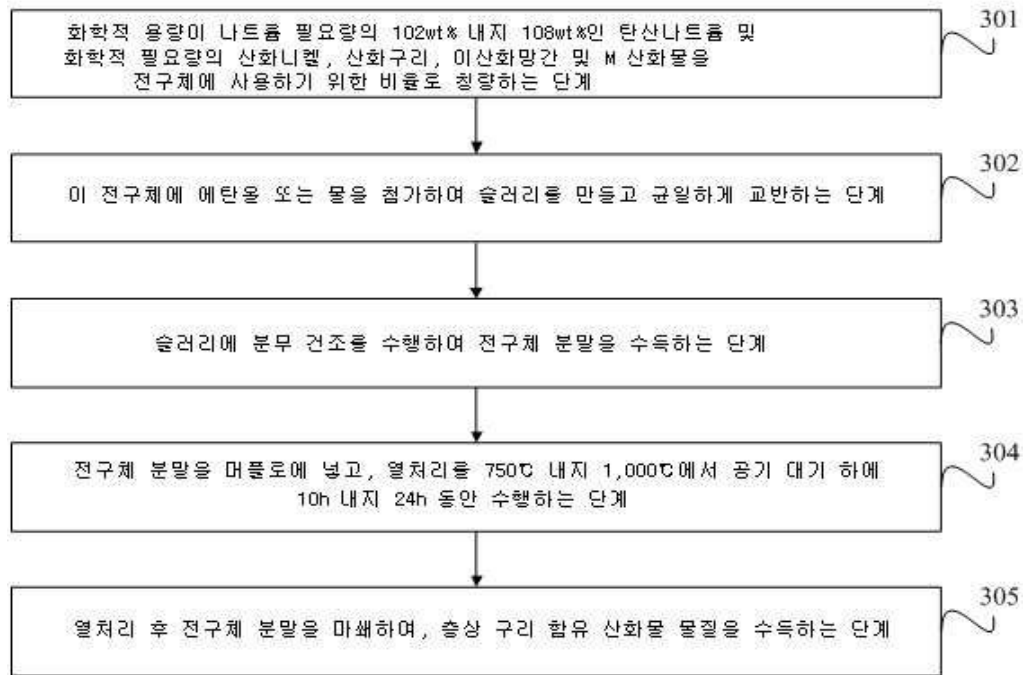 화학적 용량이 나트륨 필요량의 102wt% 내지 108wt%인 탄산나트륨 및
화학적 필요량의 산화니켈, 산화구리, 이산화망간 및 M 산화물을
전구체에 사용하기 위한 비율로 칭량하는 단계
301
이 전구체에 에탄올 또는 물을 첨가하여 슬러리를 만들고 균일하게 교반하는 단계
302
슬러리에 분무 건조를 수행하여 전구체 분말을 수득하는 단계
303
전구체 분말을 머플로에 넣고, 열처리를 750℃ 내지 1,000℃에서 공기 대기 하에
10h 내지 24h 동안 수행하는 단계
304
열처리 후 전구체 분말을 마쇄하여, 층상 구리 함유 산화물 물질을 수득하는 단계
305